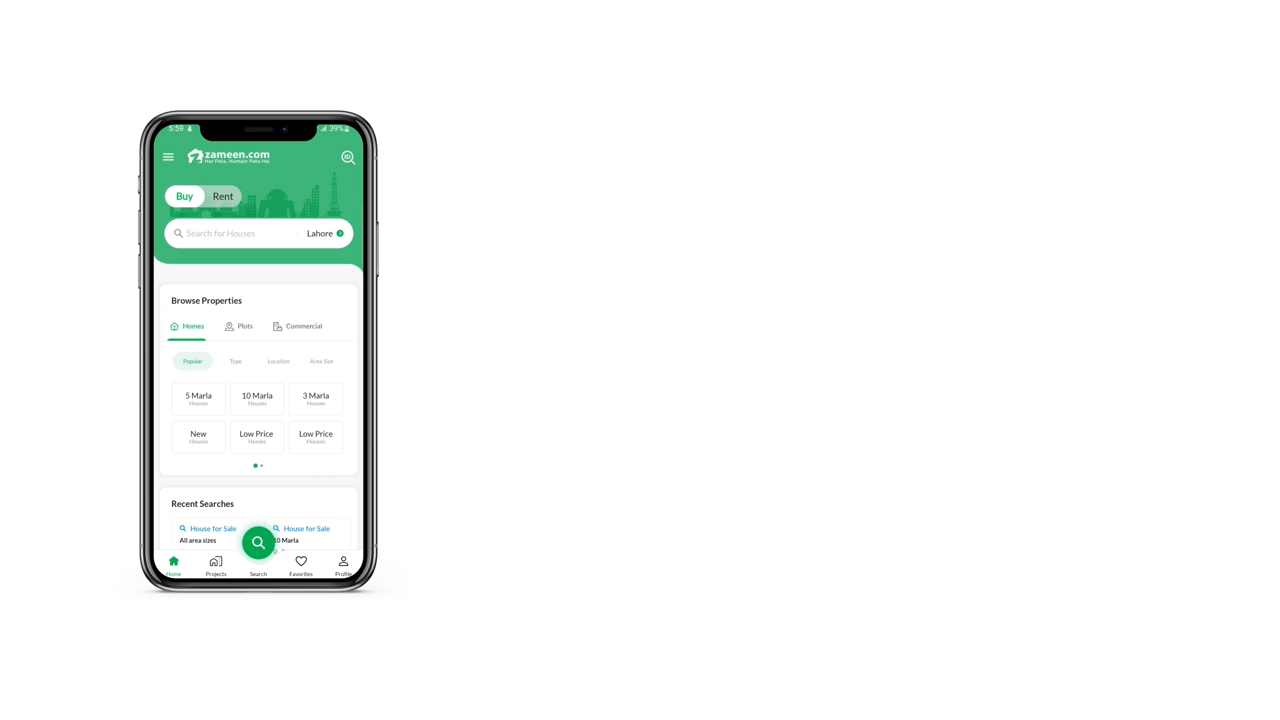 5:59 39%
zameen.com
Har Pata, Humain Pata Hai
ID
Buy Rent
Search for Houses Lahore
Browse Properties
Homes Plots Commercial
Popular Type Location Area Size
5 Marla 10 Marla 3 Marla
Houses Houses Houses
New Low Price Low Price
Houses Homes Houses
Recent Searches
House for Sale House for Sale
All area sizes 10 Marla
Home Projects Search Favorites Profile